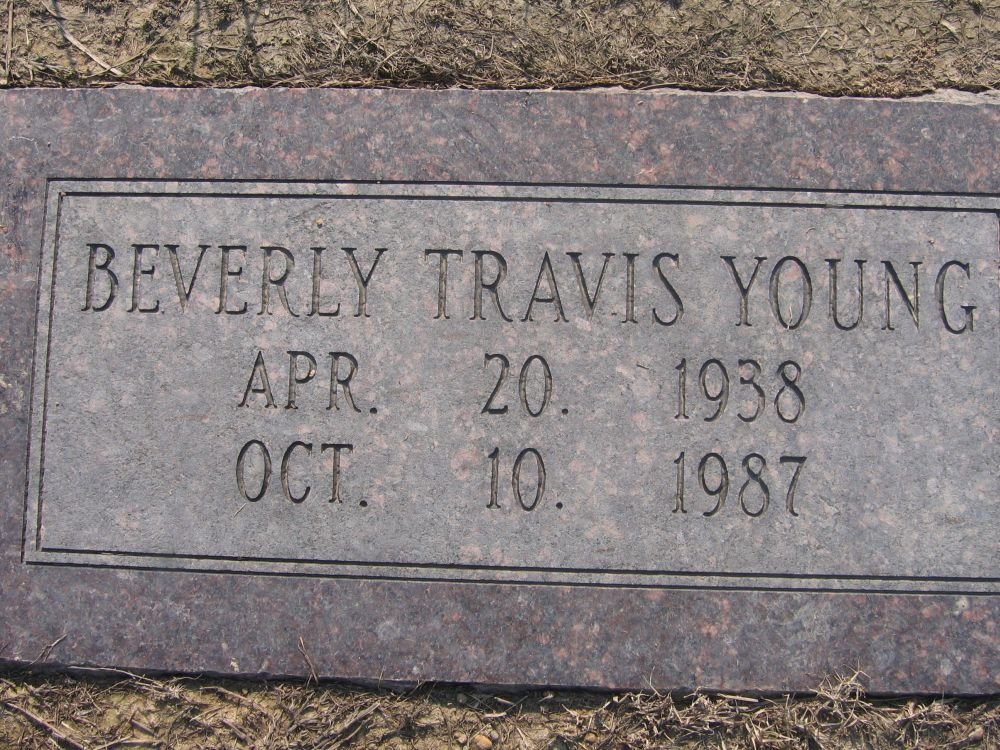 BEVERLY TRAVIS YOUNG
APR. 20. 1938
OCT. 10. 1987